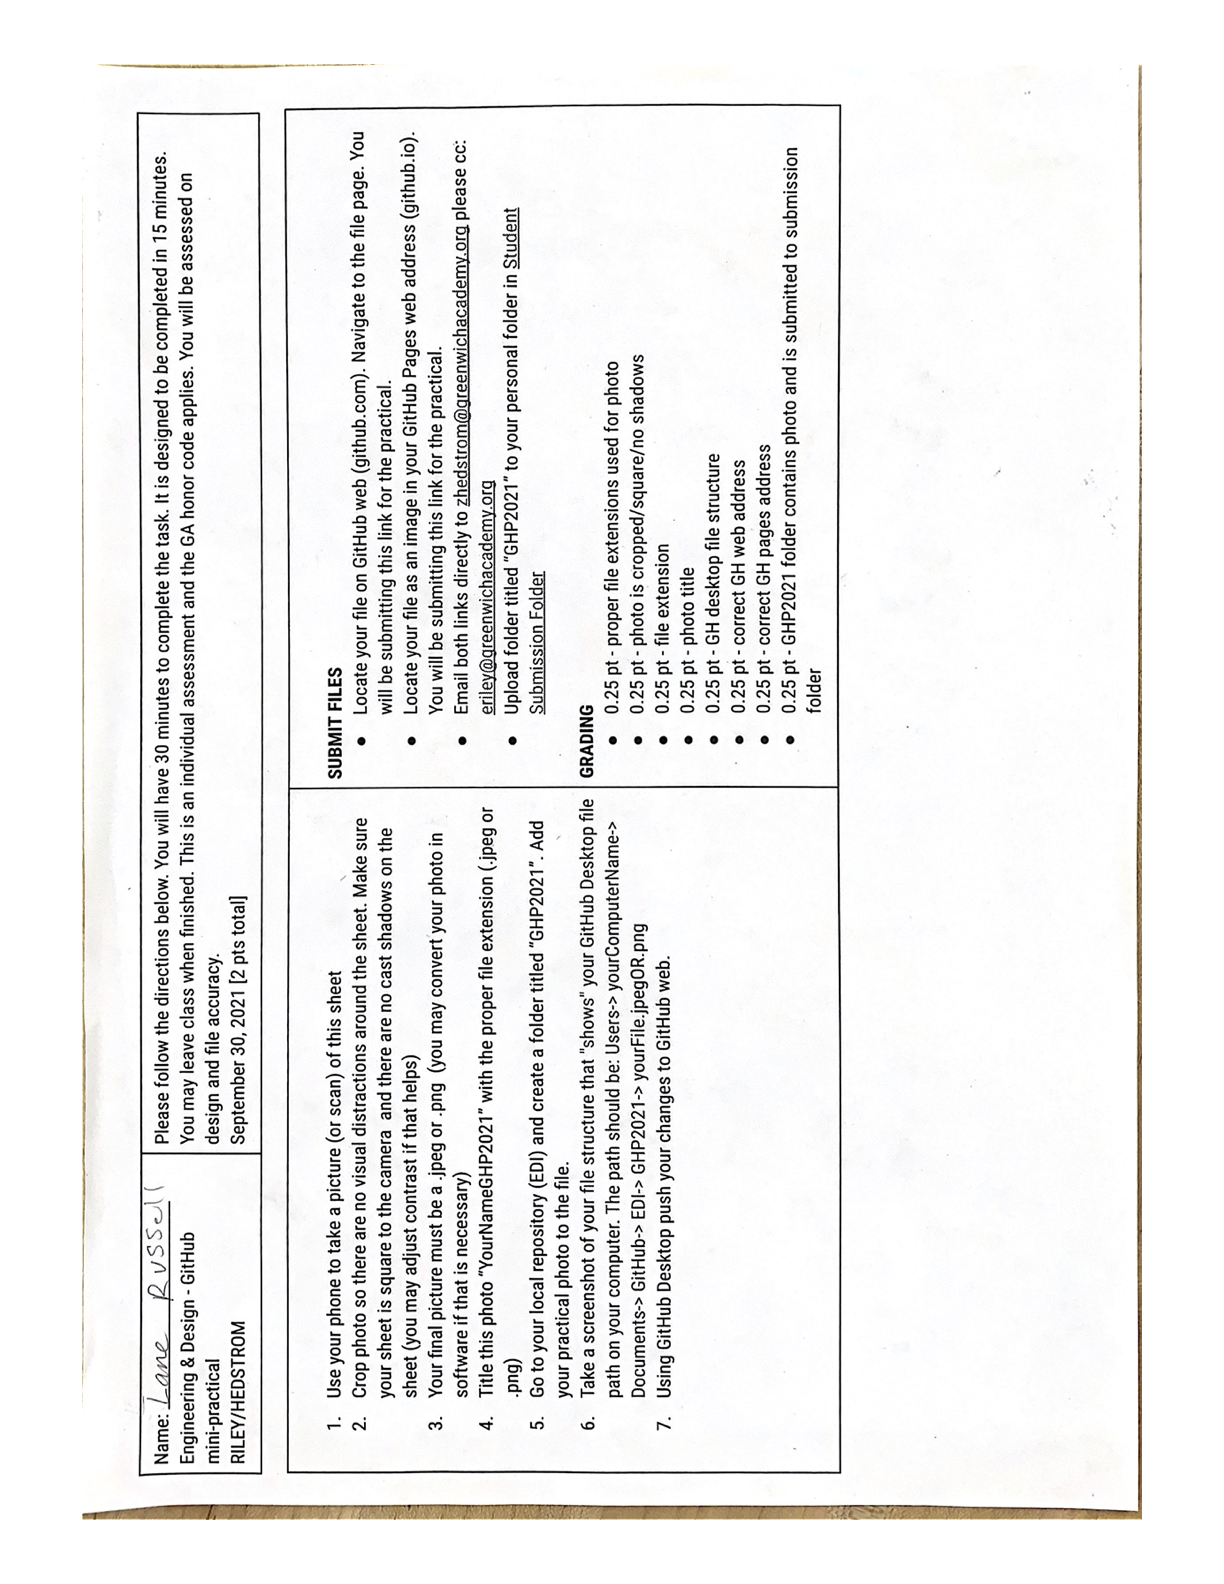 Name: Lane Russell
Engineering & Design - GitHub
mini-practical
RILEY/HEDSTROM
Please follow the directions below. You will have 30 minutes to complete the task. It is designed to be completed in 15 minutes.
You may leave class when finished. This is an individual assessment and the GA honor code applies. You will be assessed on
design and file accuracy.
September 30, 2021 [2 pts total]
1. Use your phone to take a picture (or scan) of this sheet
2. Crop photo so there are no visual distractions around the sheet. Make sure
your sheet is square to the camera and there are no cast shadows on the
sheet (you may adjust contrast if that helps)
3. Your final picture must be a .jpeg or .png (you may convert your photo in
software if that is necessary)
4. Title this photo "YourNameGHP2021" with the proper file extension (.jpeg or
.png)
5. Go to your local repository (EDI) and create a folder titled "GHP2021". Add
your practical photo to the file.
6. Take a screenshot of your file structure that "shows" your GitHub Desktop file
path on your computer. The path should be: Users-> yourComputerName->
Documents-> GitHub-> EDI-> GHP2021-> yourFile.jpegOR.png
7. Using GitHub Desktop push your changes to GitHub web.
SUBMIT FILES
● Locate your file on GitHub web (github.com). Navigate to the file page. You
will be submitting this link for the practical.
● Locate your file as an image in your GitHub Pages web address (github.io).
You will be submitting this link for the practical.
● Email both links directly to zhedstrom@greenwichacademy.org please cc:
eriley@greenwichacademy.org
● Upload folder titled "GHP2021" to your personal folder in Student
Submission Folder
GRADING
● 0.25 pt - proper file extensions used for photo
● 0.25 pt - photo is cropped/square/no shadows
● 0.25 pt - file extension
● 0.25 pt - photo title
● 0.25 pt - GH desktop file structure
● 0.25 pt - correct GH web address
● 0.25 pt - correct GH pages address
● 0.25 pt - GHP2021 folder contains photo and is submitted to submission
folder